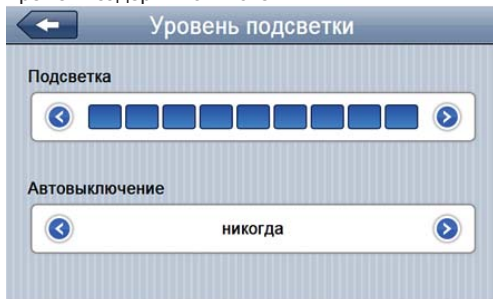 Уровень подсветки
Подсветка
Автовыключение
никогда